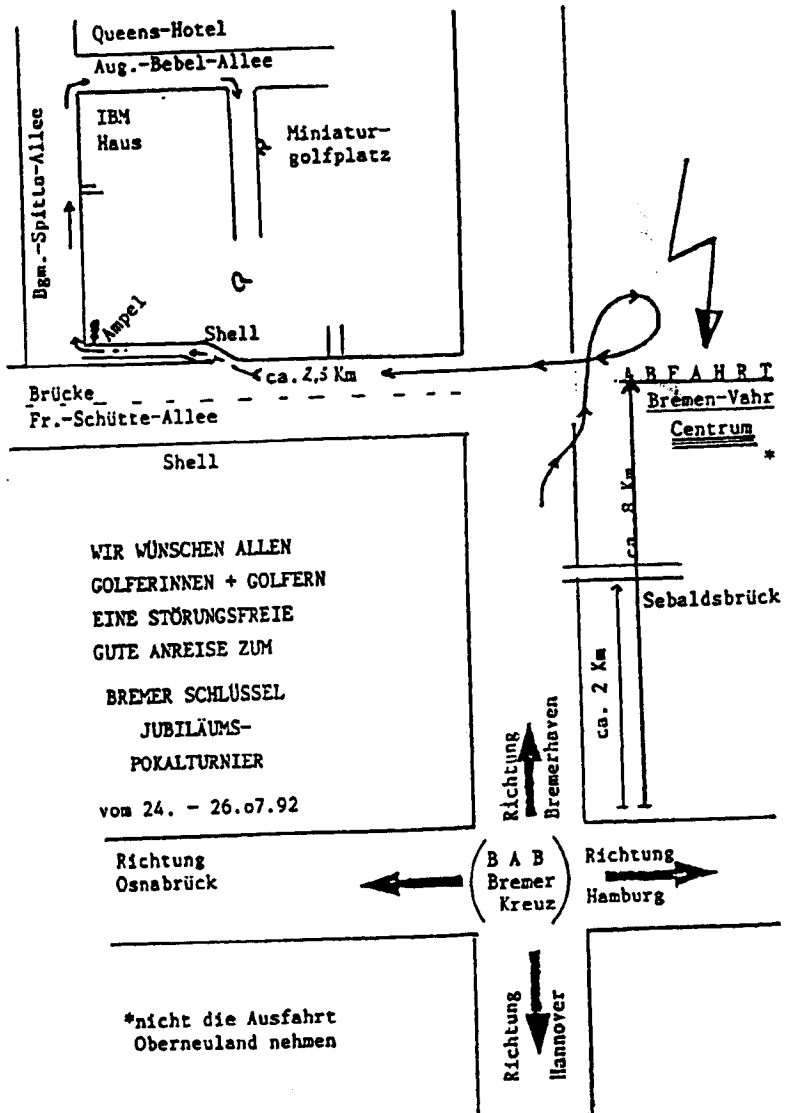 Queens-Hotel
Aug.-Bebel-Allee
IBM
Haus
Miniatur-
golfplatz
Bgm.-Spitta-Allee
Ampel
Shell
ca. 2,5 Km
Brücke
Fr.-Schütte-Allee
Shell
A B F A H R T
Bremen-Vahr
Centrum
*
ca. 8 Km
Sebaldsbrück
ca. 2 Km
WIR WÜNSCHEN ALLEN
GOLFERINNEN + GOLFERN
EINE STÖRUNGSFREIE
GUTE ANREISE ZUM
BREMER SCHLÜSSEL
JUBILÄUMS-
POKALTURNIER
vom 24. - 26.o7.92
Richtung
Bremerhaven
Richtung
Osnabrück
B A B
Bremer
Kreuz
Richtung
Hamburg
Richtung
Hannover
*nicht die Ausfahrt
Oberneuland nehmen